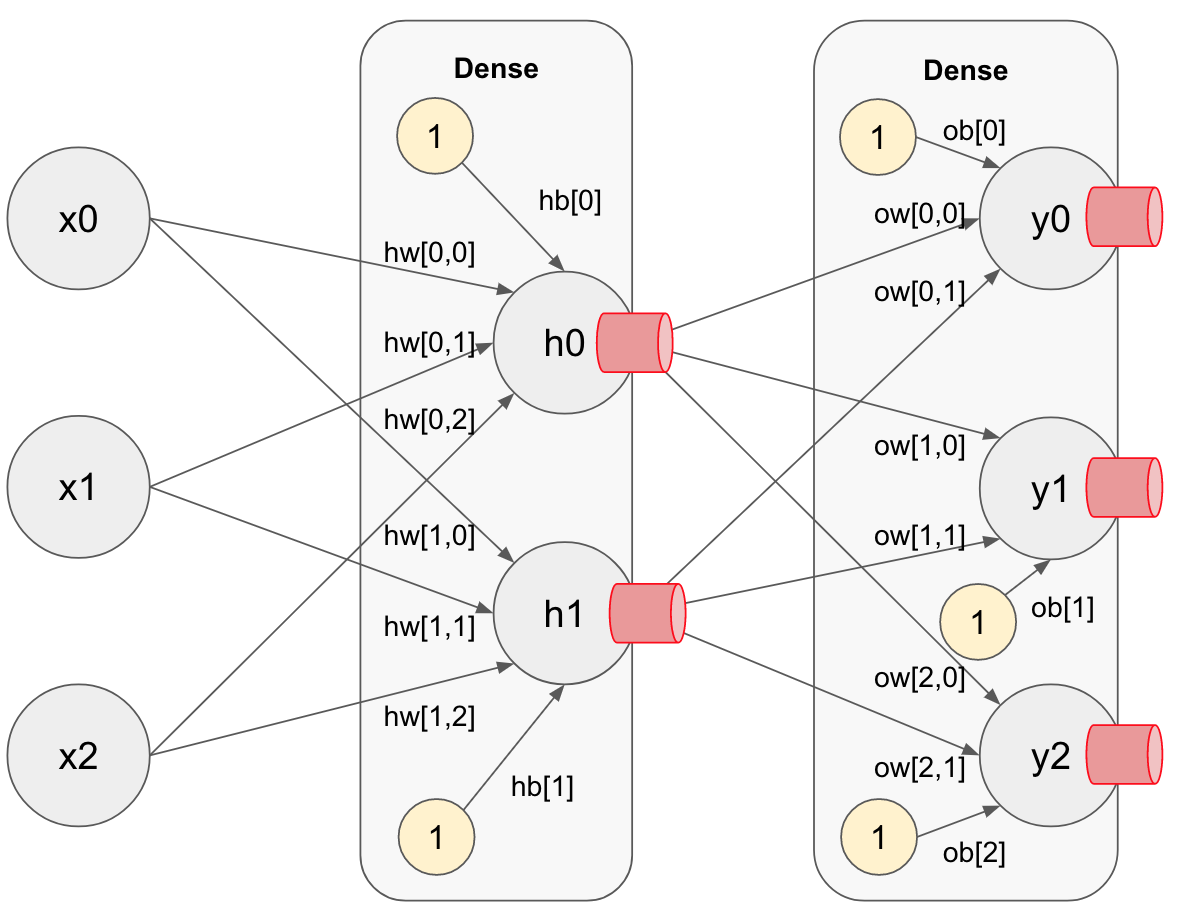 Dense
Dense
1
hb[0]
1
ob[0]
x0
hw[0,0]
ow[0,0]
y0
hw[0,1]
h0
ow[0,1]
hw[0,2]
ow[1,0]
x1
y1
hw[1,0]
ow[1,1]
h1
1
ob[1]
hw[1,1]
ow[2,0]
hw[1,2]
x2
y2
ow[2,1]
hb[1]
1
1
ob[2]